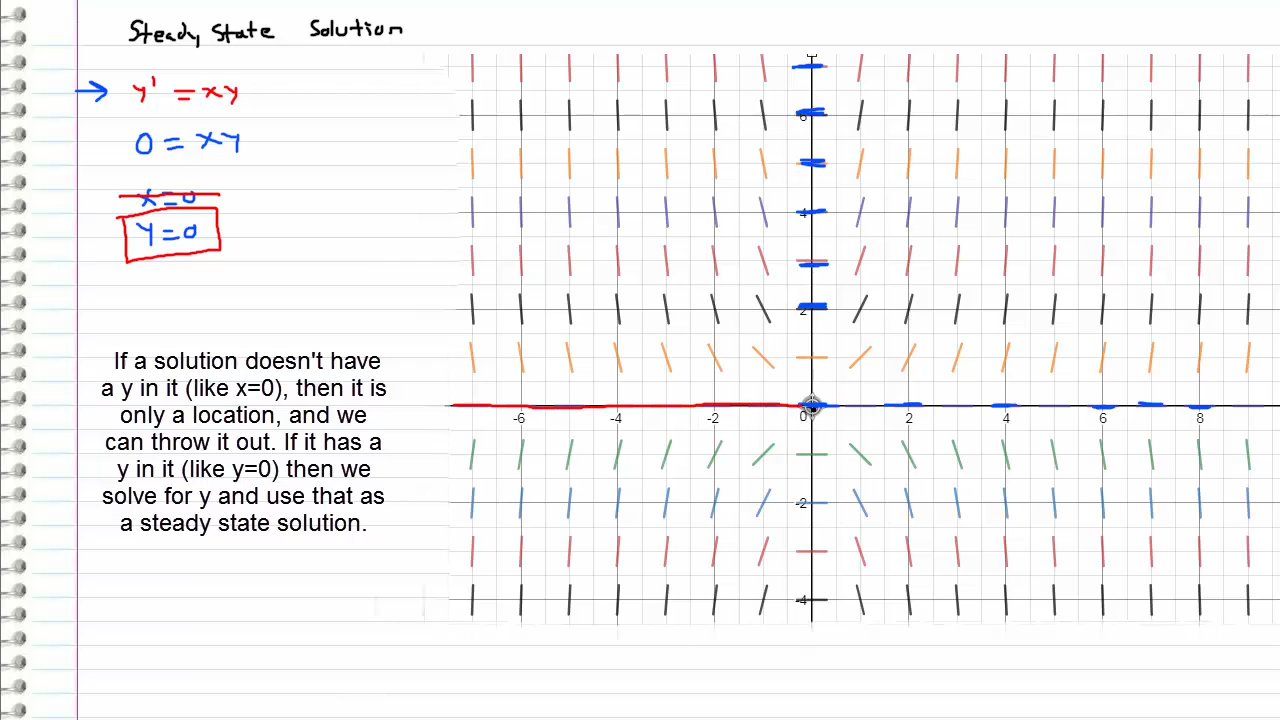 Steady State Solution
→ y' = xy
0 = xy
x=0
y=0
If a solution doesn't have
a y in it (like x=0), then it is
only a location, and we
can throw it out. If it has a
y in it (like y=0) then we
solve for y and use that as
a steady state solution.
6
4
2
-6 -4 -2 0 2 4 6 8
-2
-4